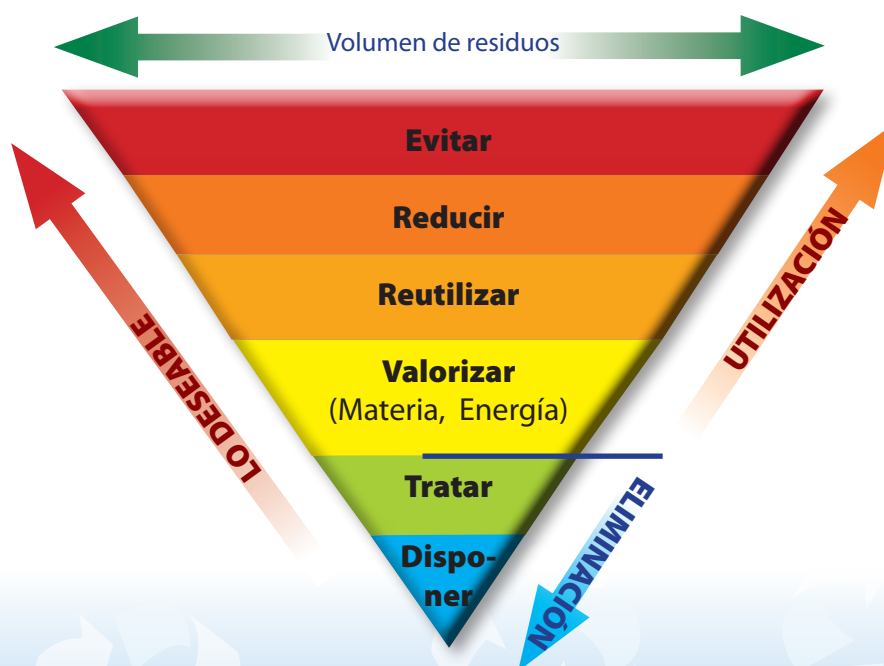 Volumen de residuos
Evitar
Reducir
Reutilizar
Valorizar
(Materia, Energía)
Tratar
Dispo-
ner
LO DESEABLE
UTILIZACIÓN
ELIMINACIÓN